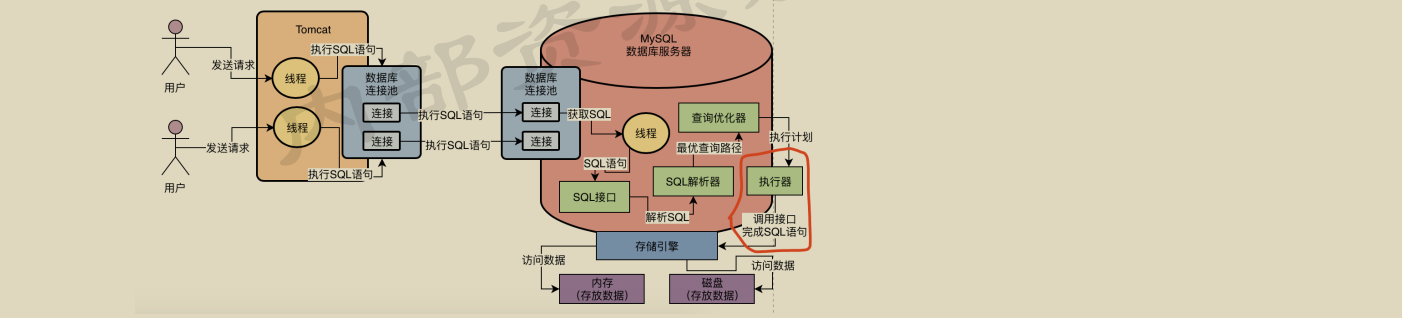 内部资源
Tomcat
执行SQL语句
发送请求
线程
用户
线程
发送请求
用户
执行SQL语句
数据库
连接池
连接
连接
执行SQL语句
执行SQL语句
数据库
连接池
连接
连接
MySQL
数据库服务器
获取SQL
线程
SQL语句
SQL接口
解析SQL
SQL解析器
最优查询路径
查询优化器
执行计划
执行器
调用接口
完成SQL语句
存储引擎
访问数据
访问数据
内存
(存放数据)
磁盘
(存放数据)